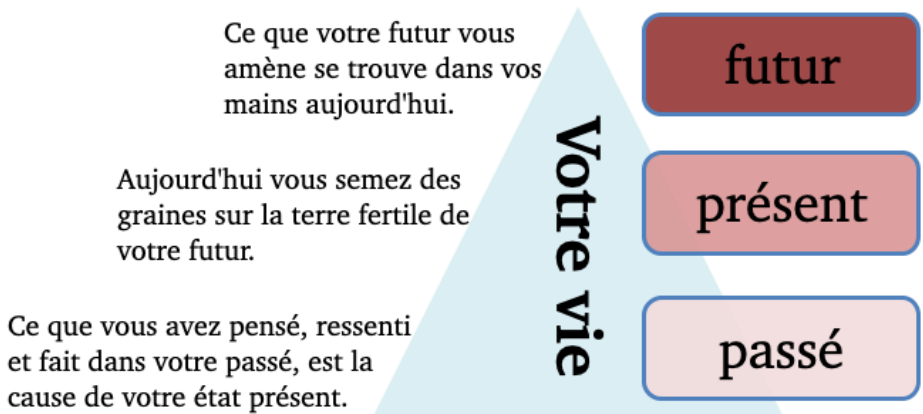 Ce que votre futur vous
amène se trouve dans vos
mains aujourd'hui.
futur
Aujourd'hui vous semez des
graines sur la terre fertile de
votre futur.
présent
Ce que vous avez pensé, ressenti
et fait dans votre passé, est la
cause de votre état présent.
passé
Votre vie